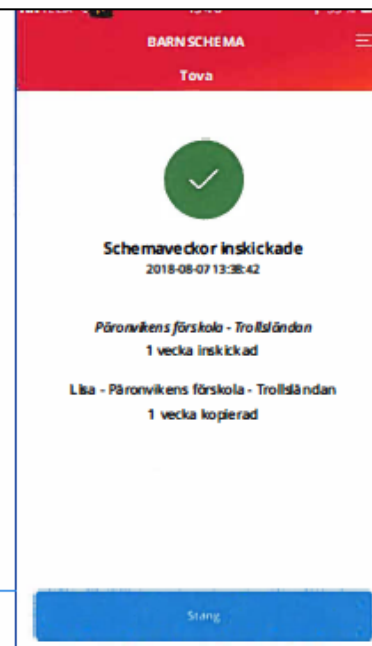 BARNSCHEMA
Tova
Schemaveckor inskickade
2018-08-07 13:38:42
Päronvikens förskola - Trollsländan
1 vecka inskickad
Lisa - Päronvikens förskola - Trollsländan
1 vecka kopierad
Stäng